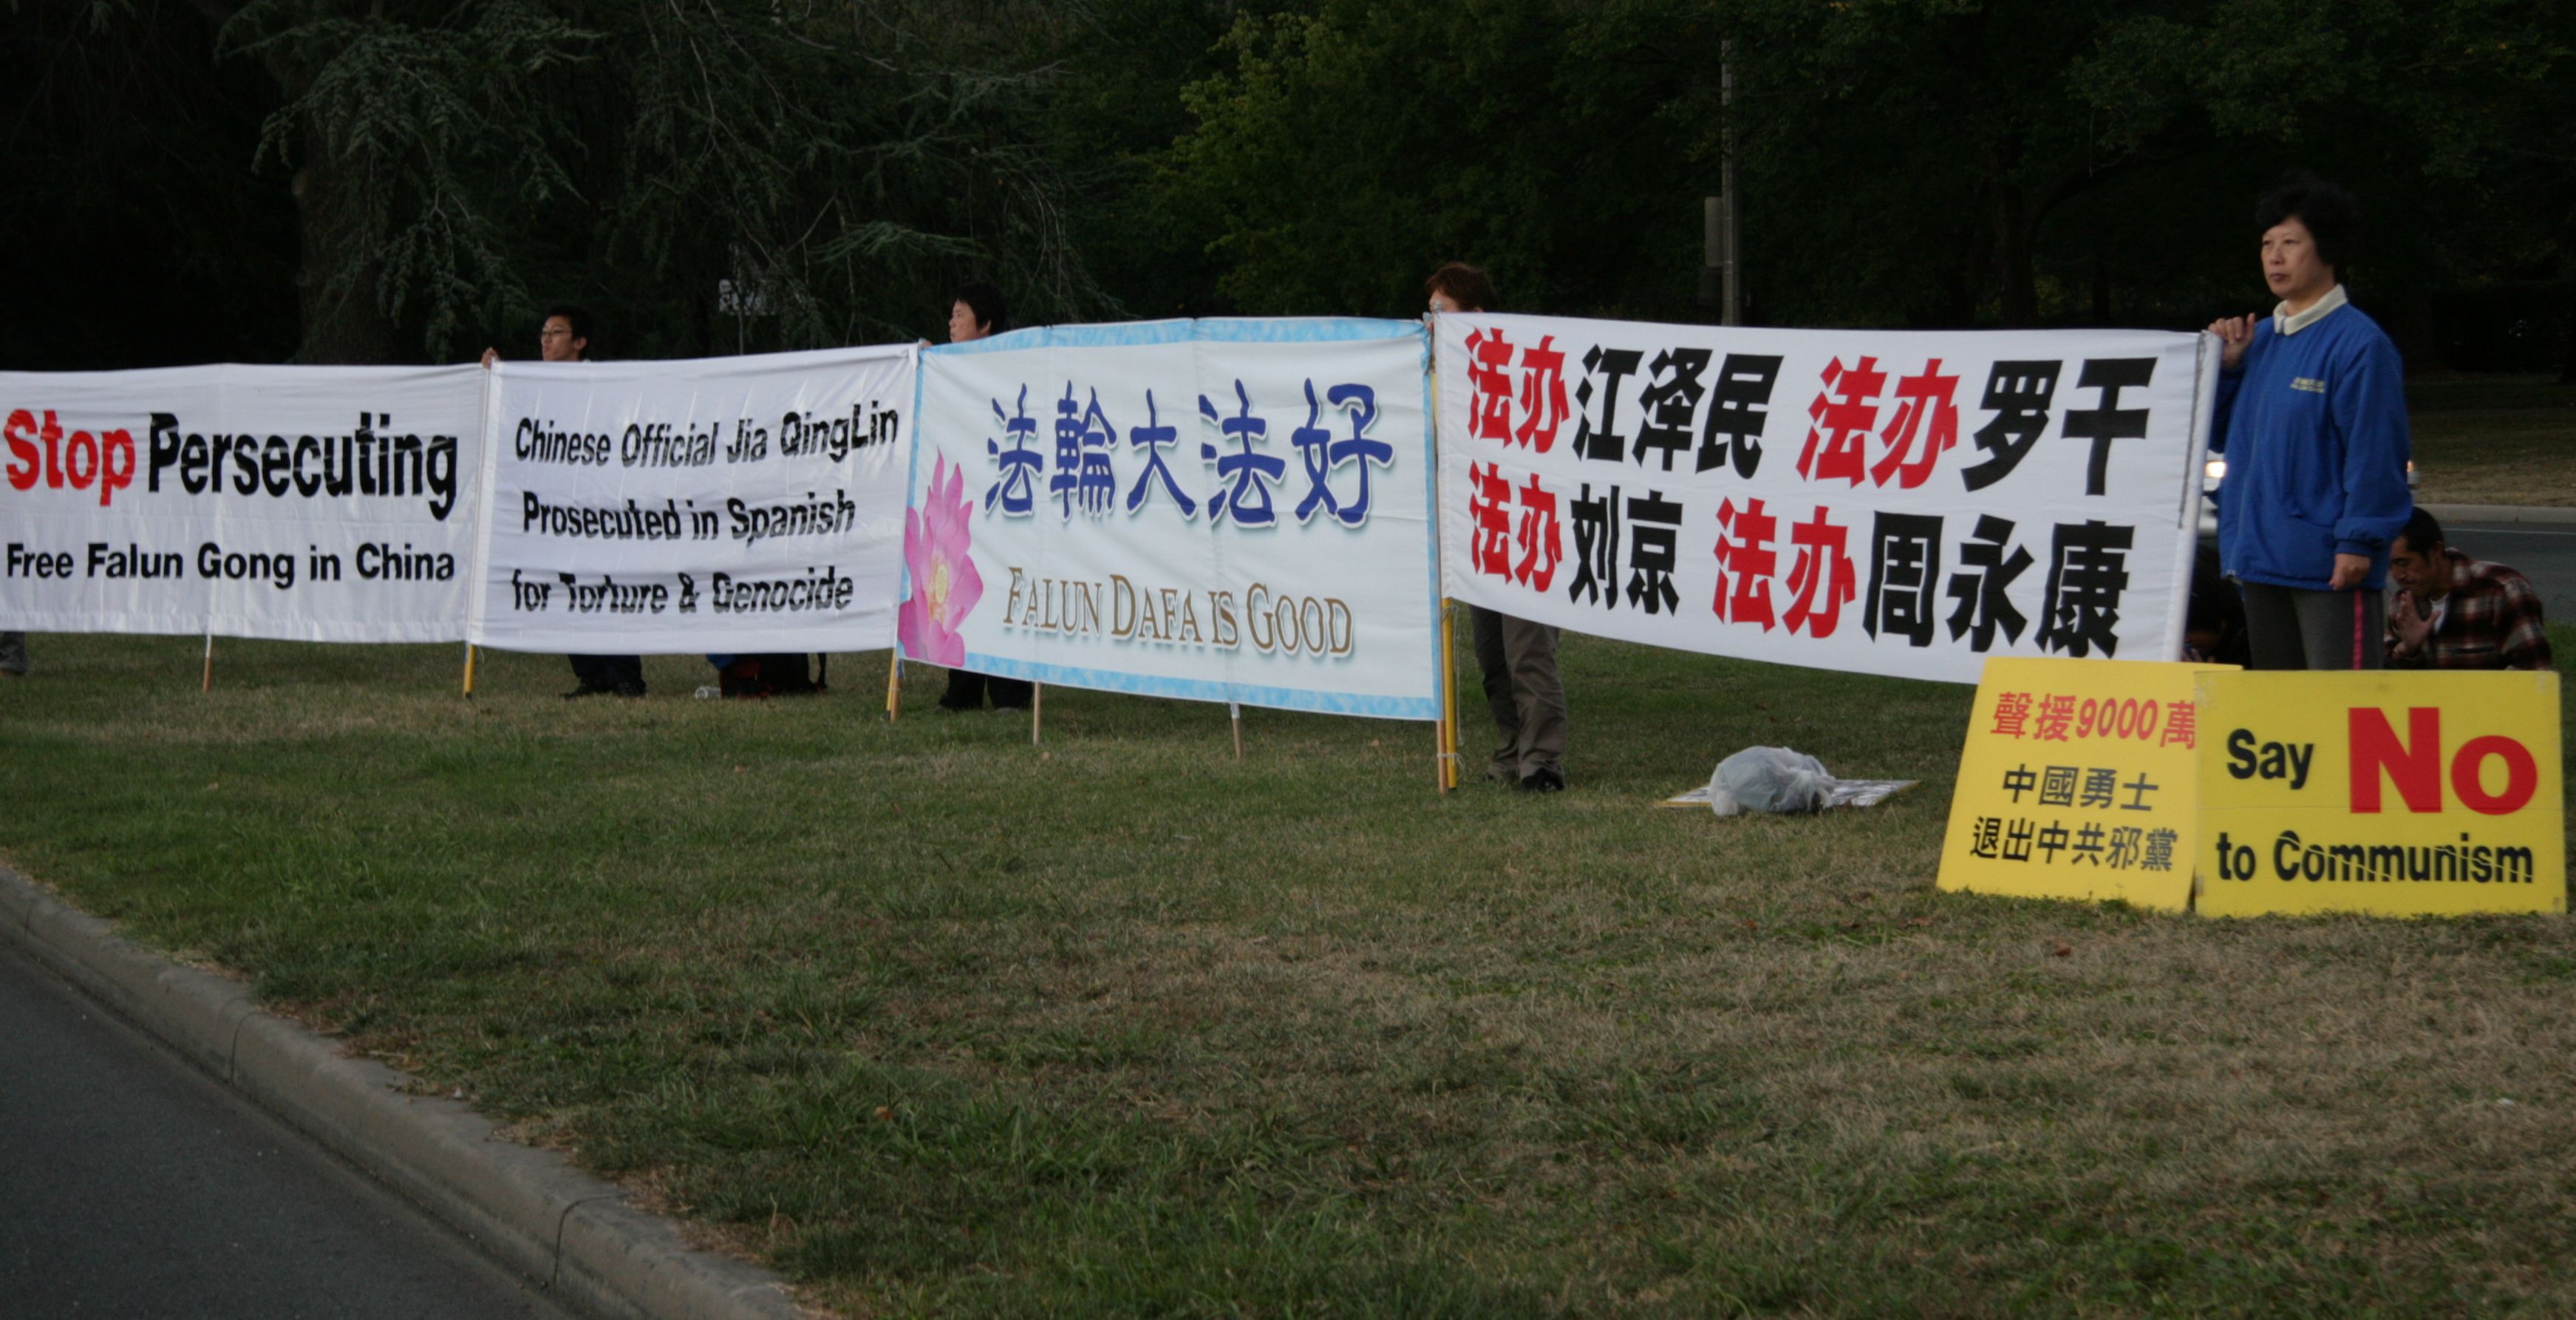 Stop Persecuting
Free Falun Gong in China
Chinese Official Jia QingLin
Prosecuted in Spanish
for Torture & Genocide
法輪大法好
FALUN DAFA IS GOOD
法办江泽民 法办罗干
法办刘京 法办周永康
聲援9000萬
中國勇士
退出中共邪黨
Say No
to Communism